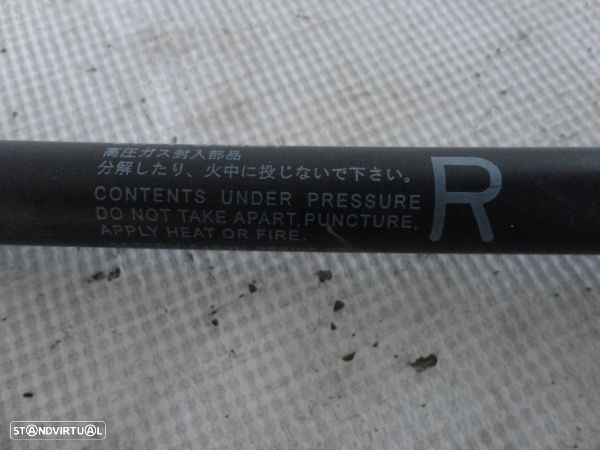 高圧ガス封入部品
分解したり、火中に投じないで下さい。
CONTENTS UNDER PRESSURE
DO NOT TAKE APART, PUNCTURE,
APPLY HEAT OR FIRE.
R
STANDVIRTUAL